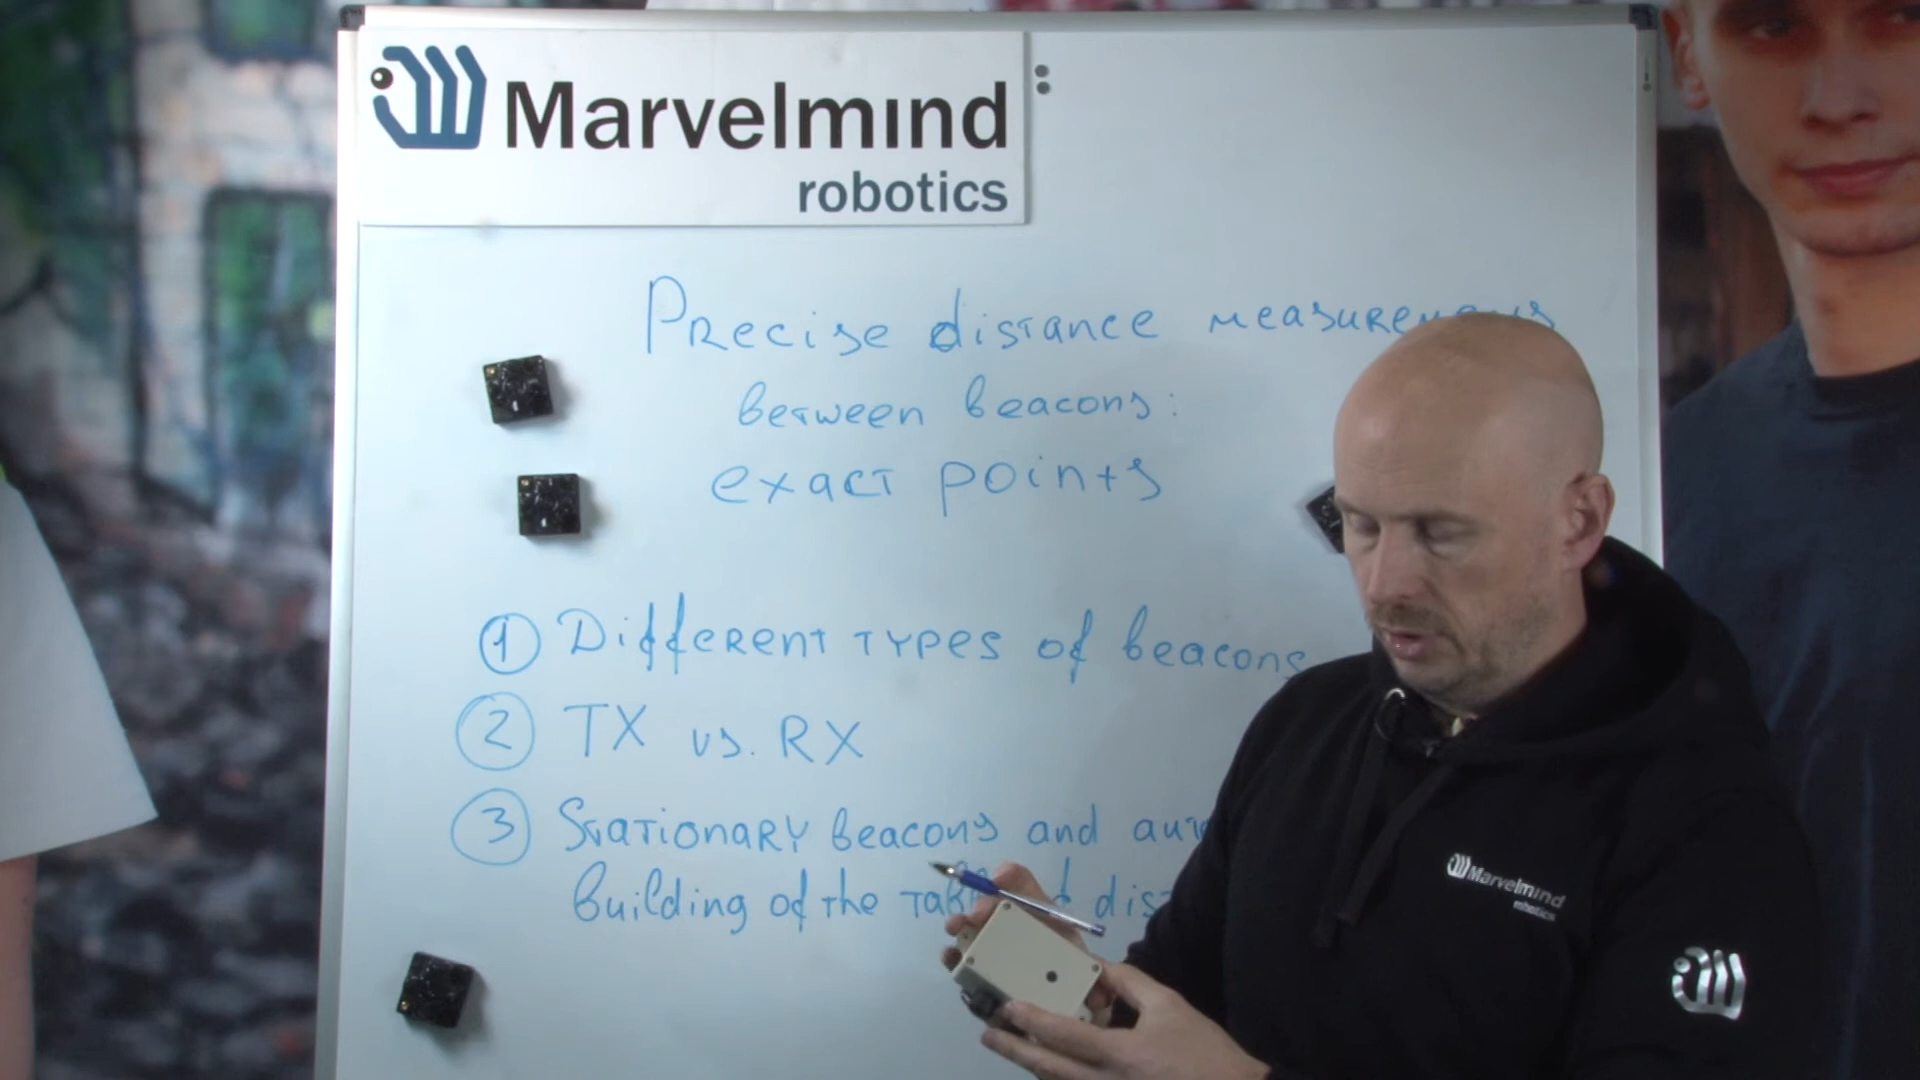 Marvelmind
robotics
Precise distance measurements
between beacons:
exact points
1 Different types of beacons
2 TX vs. RX
3 Stationary beacons and
building of the
Marvelmind
robotics